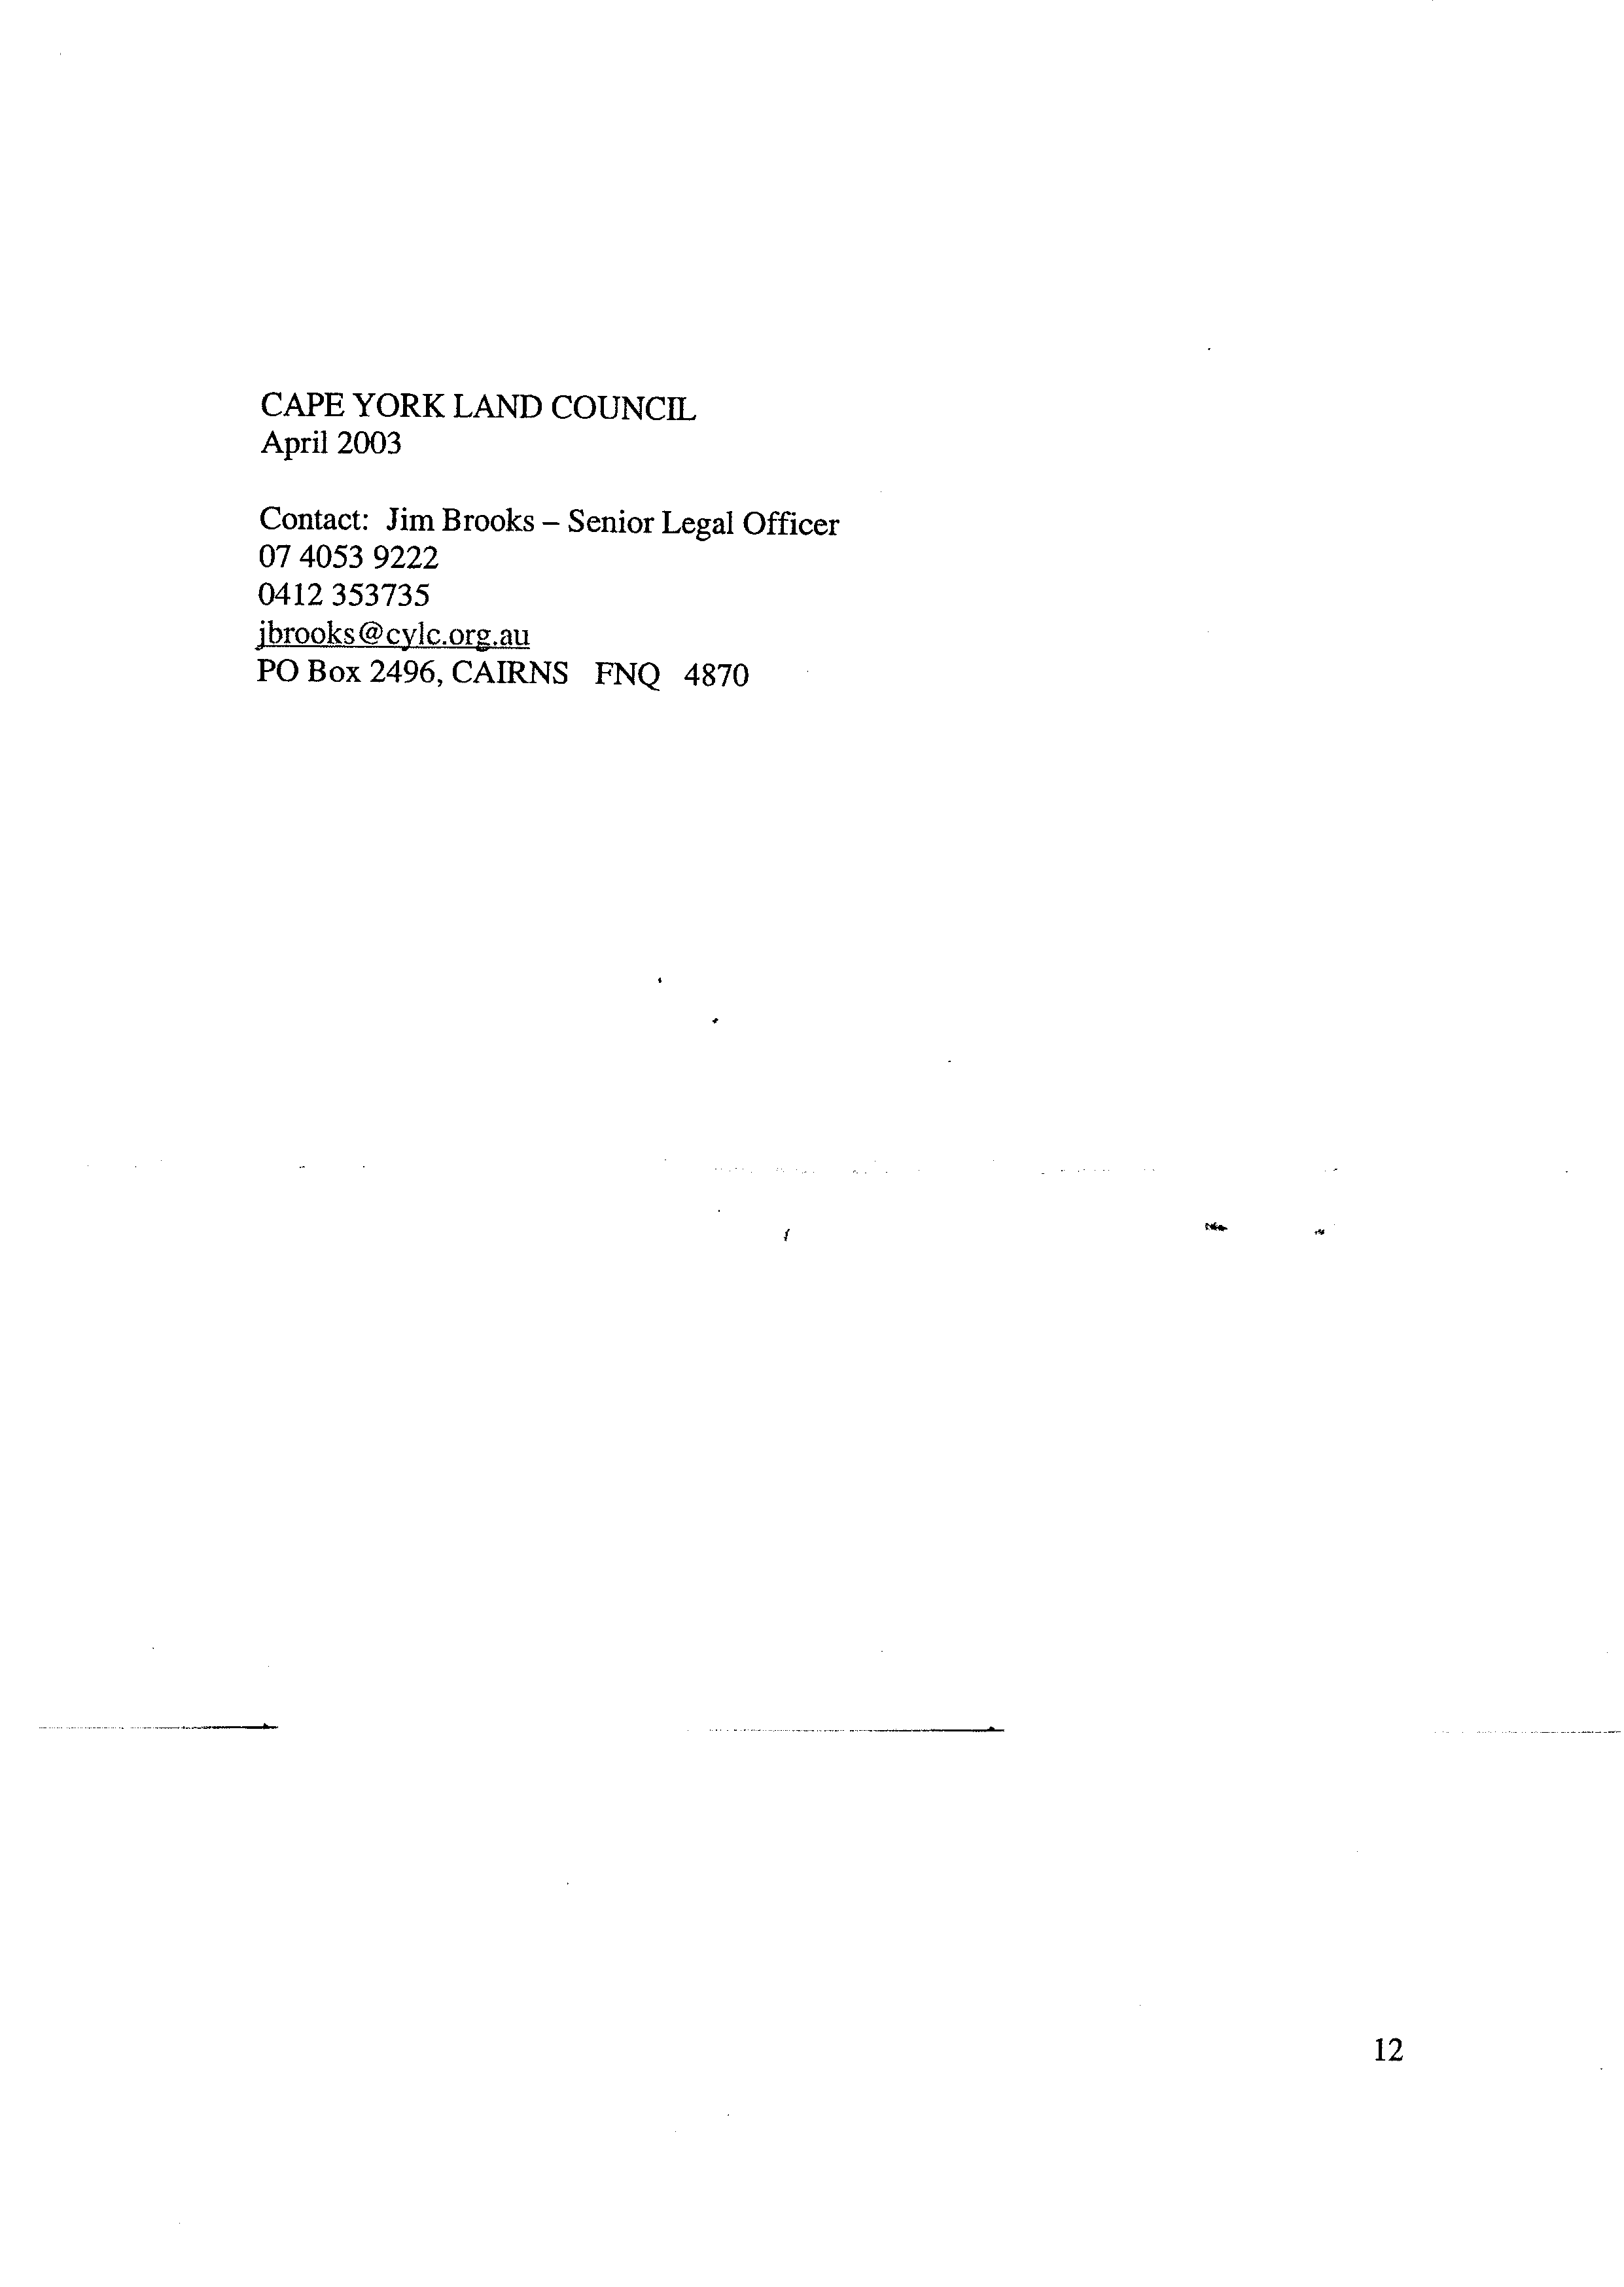 CAPE YORK LAND COUNCIL
April 2003
Contact: Jim Brooks – Senior Legal Officer
07 4053 9222
0412 353735
jbrooks@cylc.org.au
PO Box 2496, CAIRNS FNQ 4870
12